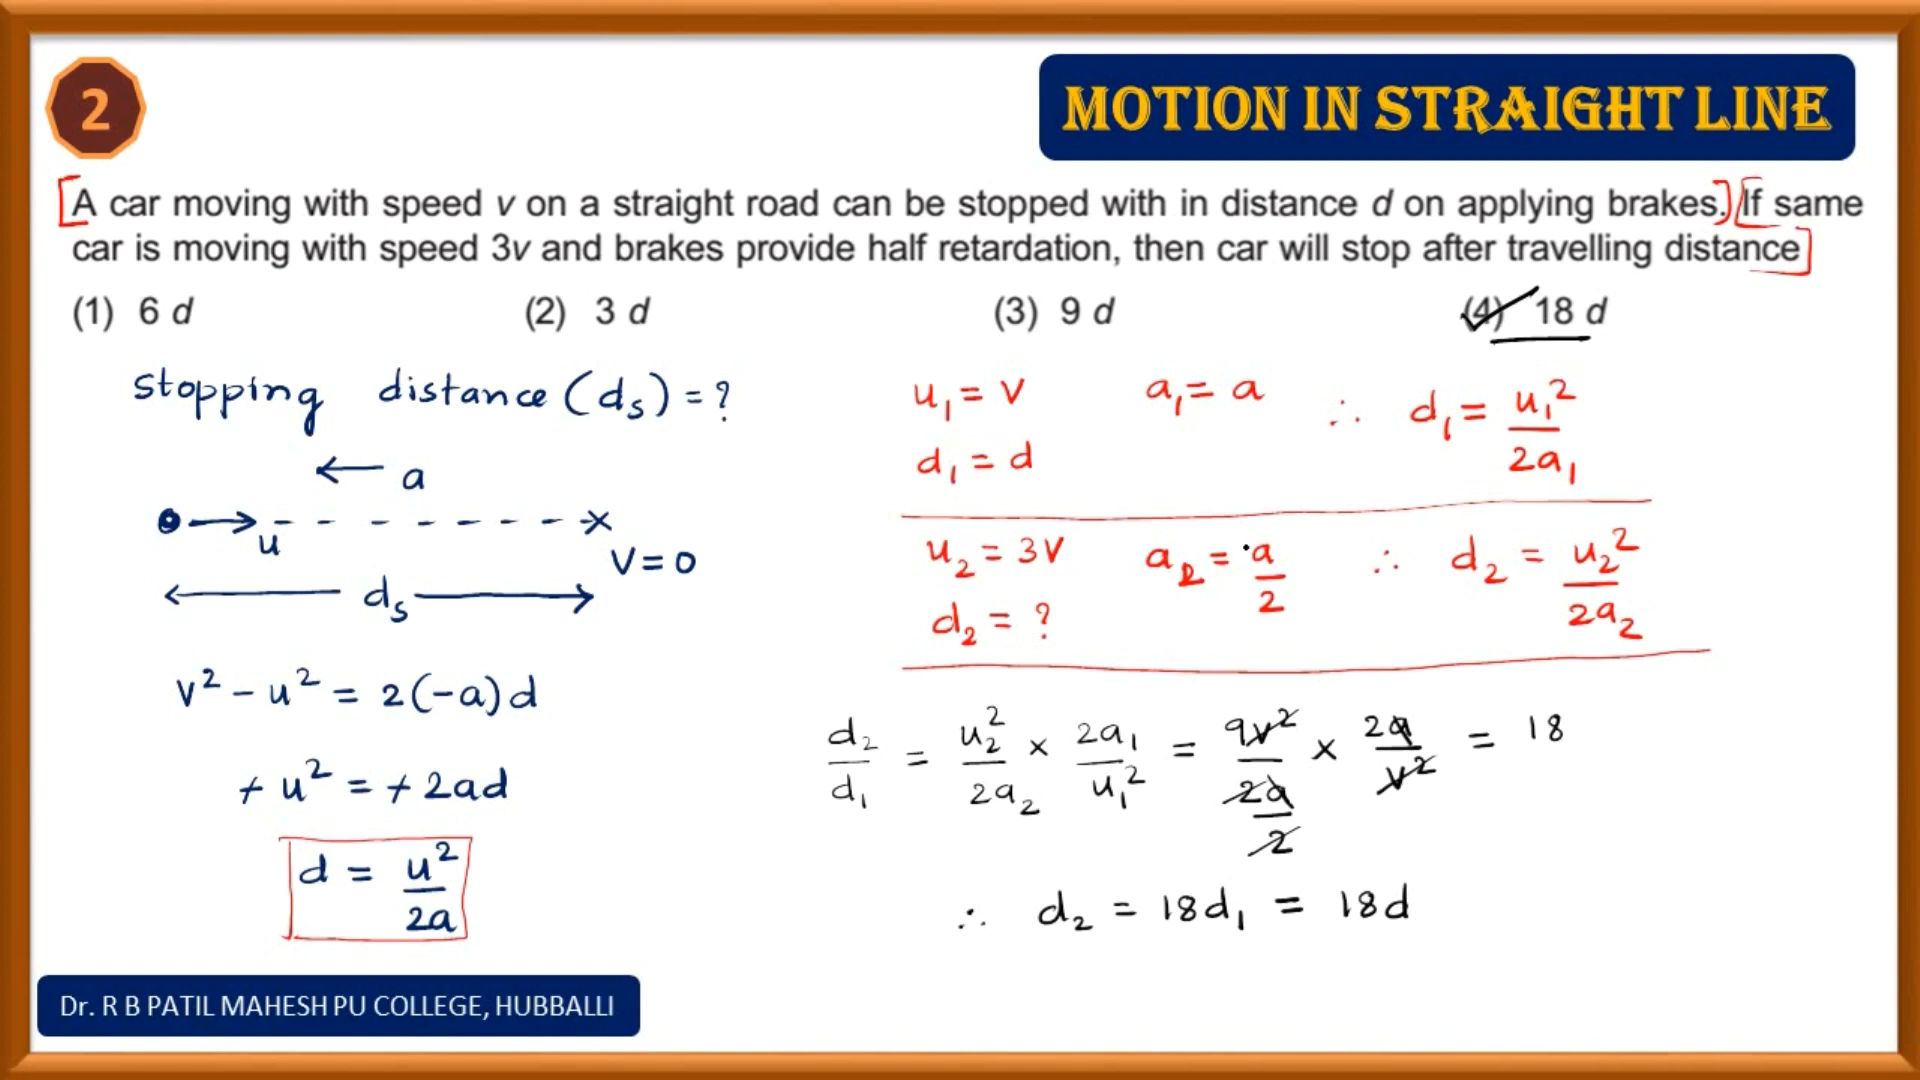 2
MOTION IN STRAIGHT LINE
A car moving with speed v on a straight road can be stopped with in distance d on applying brakes. If same
car is moving with speed 3v and brakes provide half retardation, then car will stop after travelling distance
(1) 6 d (2) 3 d (3) 9 d (4) 18 d
stopping distance (dₛ) = ?
← a
u
V = 0
dₛ
v² - u² = 2(-a)d
+ u² = + 2ad
d = u²/2a
u₁ = v a₁ = a ∴ d₁ = u₁²/2a₁
d₁ = d
u₂ = 3v a₂ = a/2 ∴ d₂ = u₂²/2a₂
d₂ = ?
d₂/d₁ = u₂²/2a₂ × 2a₁/u₁² = 9v²/(2a/2) × 2a/v² = 18
∴ d₂ = 18d₁ = 18d
Dr. R B PATIL MAHESH PU COLLEGE, HUBBALLI